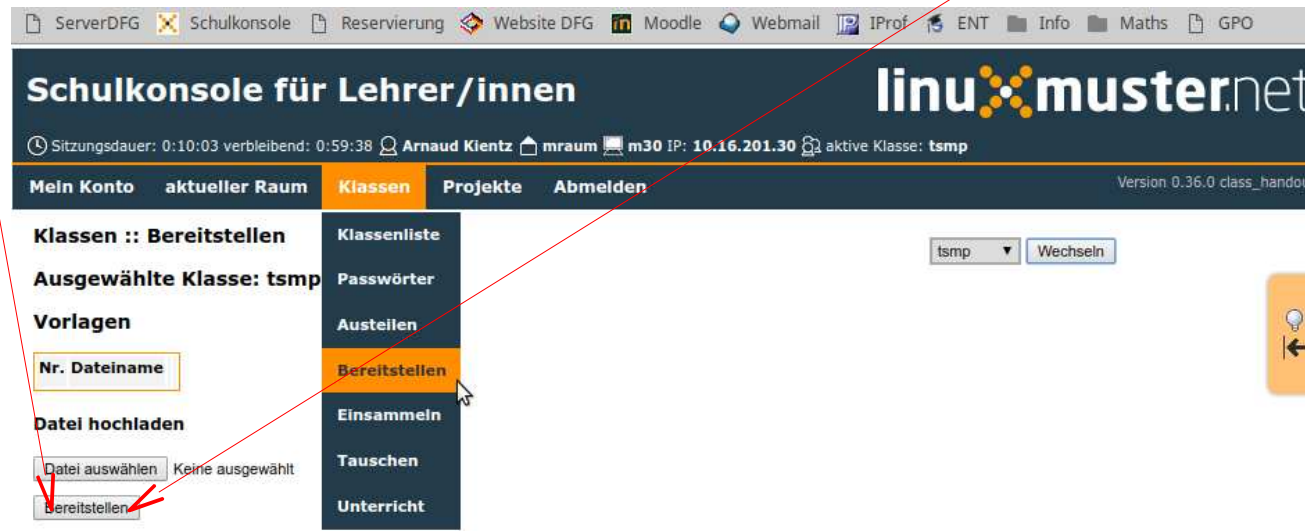 ServerDFG Schulkonsole Reservierung Website DFG Moodle Webmail IProf ENT Info Maths GPO
Schulkonsole für Lehrer/innen
linuxmuster.net
Sitzungsdauer: 0:10:03 verbleibend: 0:59:38 Arnaud Kientz mraum m30 IP: 10.16.201.30 aktive Klasse: tsmp
Mein Konto aktueller Raum Klassen Projekte Abmelden
Version 0.36.0 class_handou
Klassen :: Bereitstellen
Ausgewählte Klasse: tsmp
Vorlagen
Nr. Dateiname
Datei hochladen
Datei auswählen Keine ausgewählt
Bereitstellen
Klassenliste
Passwörter
Austeilen
Bereitstellen
Einsammeln
Tauschen
Unterricht
tsmp Wechseln